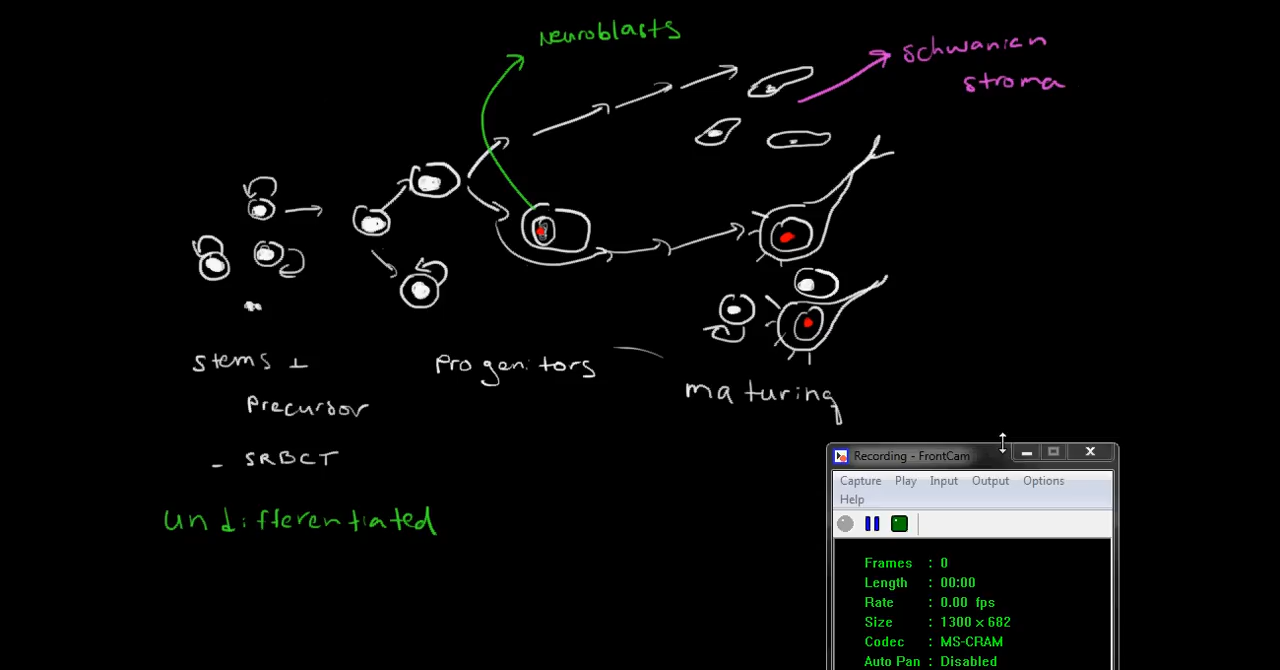 Neuroblasts
schwanien
stroma
stems +
Precursor
- SRBCT
Progenitors
maturing
undifferentiated
Recording - FrontCam
Capture Play Input Output Options
Help
Frames : 0
Length : 00:00
Rate : 0.00 fps
Size : 1300 x 682
Codec : MS-CRAM
Auto Pan : Disabled